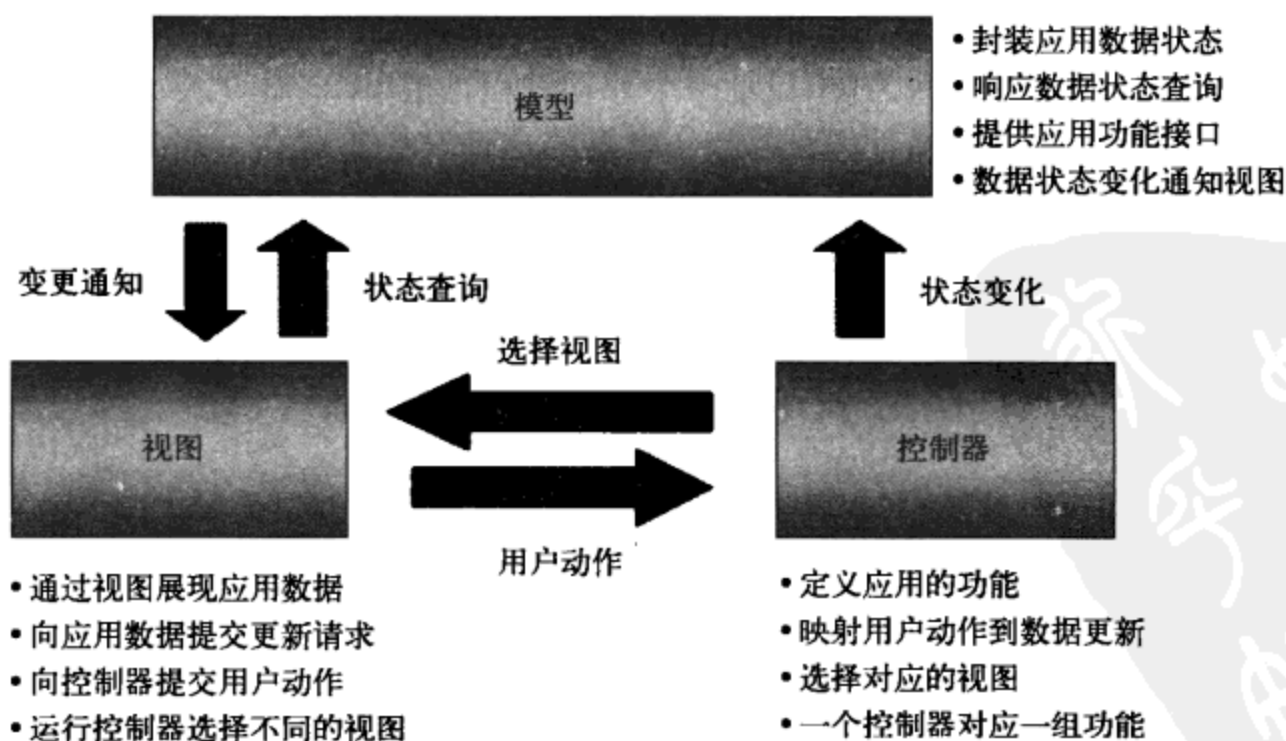 模型
• 封装应用数据状态
• 响应数据状态查询
• 提供应用功能接口
• 数据状态变化通知视图
变更通知
状态查询
状态变化
选择视图
视图
控制器
用户动作
• 通过视图展现应用数据
• 向应用数据提交更新请求
• 向控制器提交用户动作
• 运行控制器选择不同的视图
• 定义应用的功能
• 映射用户动作到数据更新
• 选择对应的视图
• 一个控制器对应一组功能